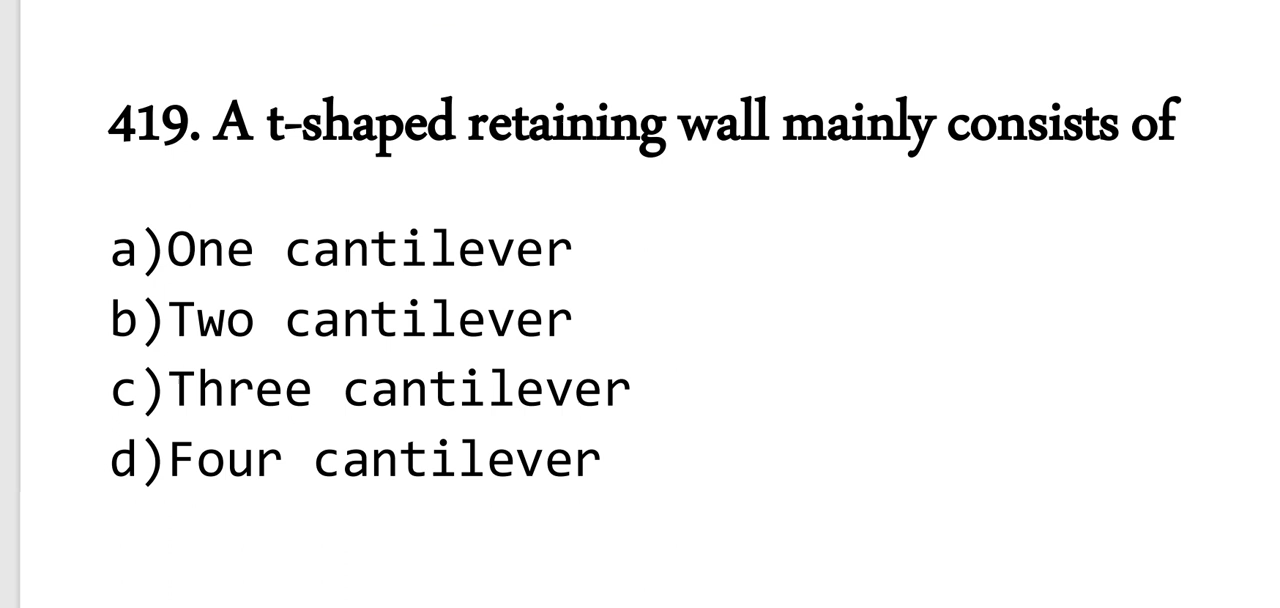 419. A t-shaped retaining wall mainly consists of
a)One cantilever
b)Two cantilever
c)Three cantilever
d)Four cantilever